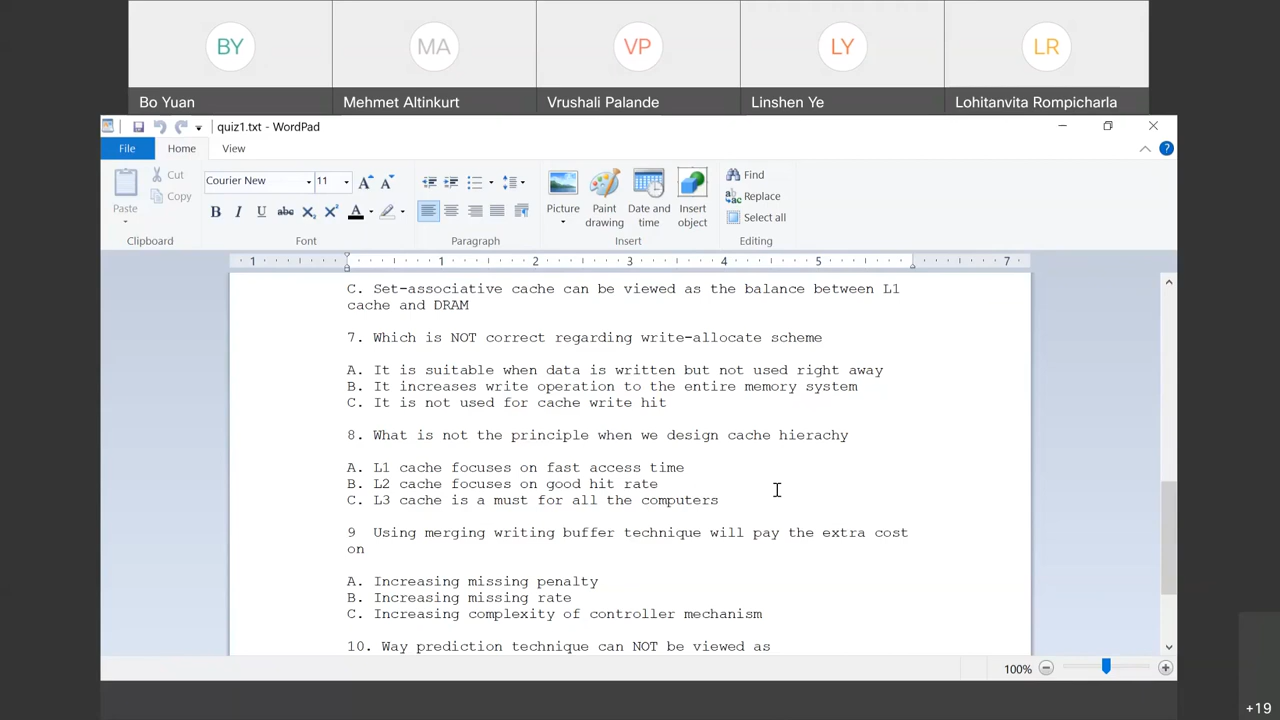 BY
MA
VP
LY
LR
Bo Yuan
Mehmet Altinkurt
Vrushali Palande
Linshen Ye
Lohitanvita Rompicharla
quiz1.txt - WordPad
File
Home
View
Paste
Cut
Copy
Clipboard
Courier New
11
Font
Paragraph
Picture
Paint drawing
Date and time
Insert object
Insert
Find
Replace
Select all
Editing
1 1 2 3 4 5 7
C. Set-associative cache can be viewed as the balance between L1
cache and DRAM
7. Which is NOT correct regarding write-allocate scheme
A. It is suitable when data is written but not used right away
B. It increases write operation to the entire memory system
C. It is not used for cache write hit
8. What is not the principle when we design cache hierachy
A. L1 cache focuses on fast access time
B. L2 cache focuses on good hit rate
C. L3 cache is a must for all the computers
9 Using merging writing buffer technique will pay the extra cost
on
A. Increasing missing penalty
B. Increasing missing rate
C. Increasing complexity of controller mechanism
10. Way prediction technique can NOT be viewed as
100%
+19